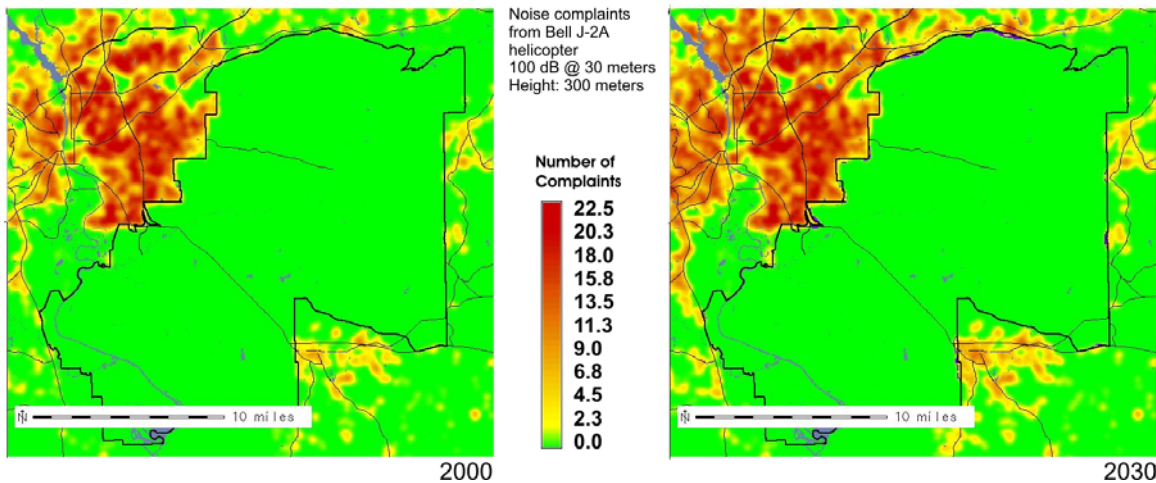 Noise complaints
from Bell J-2A
helicopter
100 dB @ 30 meters
Height: 300 meters
Number of
Complaints
22.5
20.3
18.0
15.8
13.5
11.3
9.0
6.8
4.5
2.3
0.0
N
10 miles
2000
N
10 miles
2030